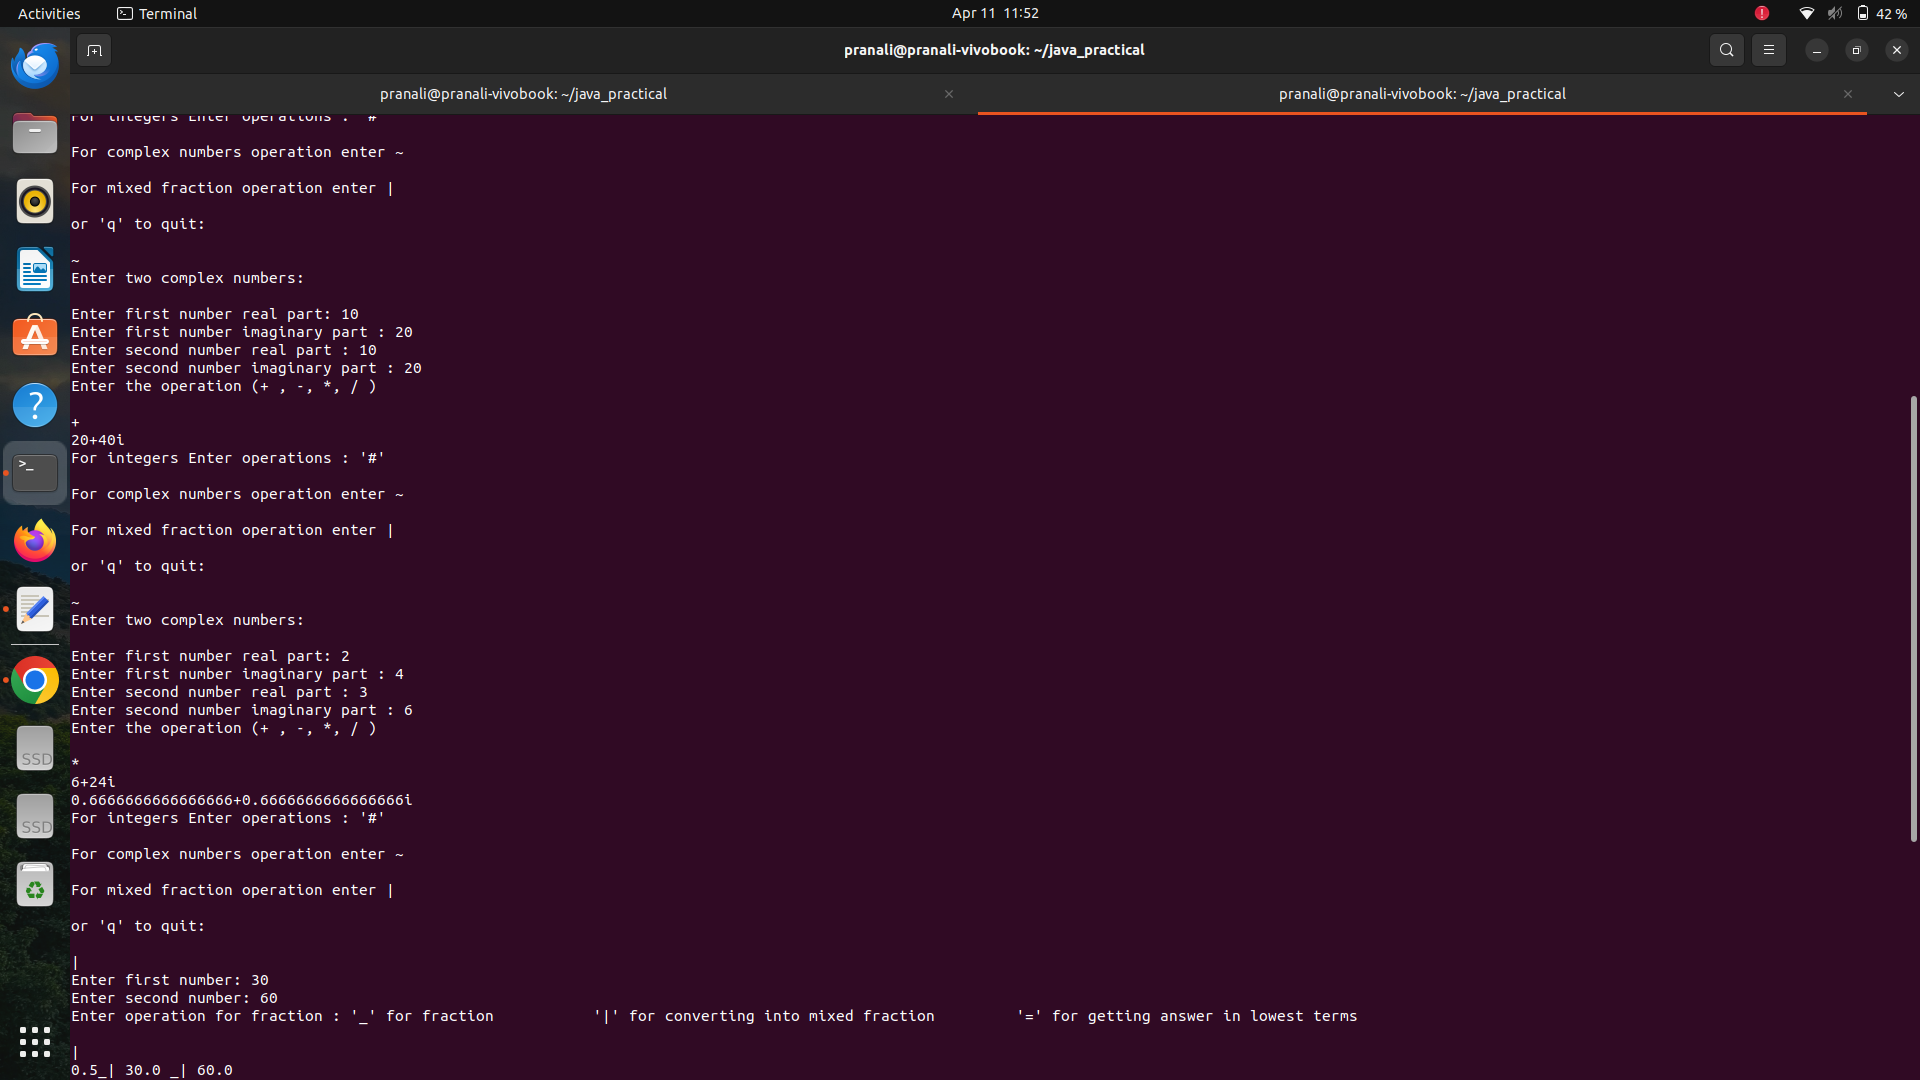 Activities
Terminal
Apr 11 11:52
42 %
pranali@pranali-vivobook: ~/java_practical
pranali@pranali-vivobook: ~/java_practical
pranali@pranali-vivobook: ~/java_practical
For integers Enter operations : '#'
For complex numbers operation enter ~
For mixed fraction operation enter |
or 'q' to quit:
~
Enter two complex numbers:
Enter first number real part: 10
Enter first number imaginary part : 20
Enter second number real part : 10
Enter second number imaginary part : 20
Enter the operation (+ , -, *, / )
+
20+40i
For integers Enter operations : '#'
For complex numbers operation enter ~
For mixed fraction operation enter |
or 'q' to quit:
~
Enter two complex numbers:
Enter first number real part: 2
Enter first number imaginary part : 4
Enter second number real part : 3
Enter second number imaginary part : 6
Enter the operation (+ , -, *, / )
*
6+24i
0.6666666666666666+0.6666666666666666i
For integers Enter operations : '#'
For complex numbers operation enter ~
For mixed fraction operation enter |
or 'q' to quit:
|
Enter first number: 30
Enter second number: 60
Enter operation for fraction : '_' for fraction '|' for converting into mixed fraction '=' for getting answer in lowest terms
|
0.5_| 30.0 _| 60.0
SSD
SSD